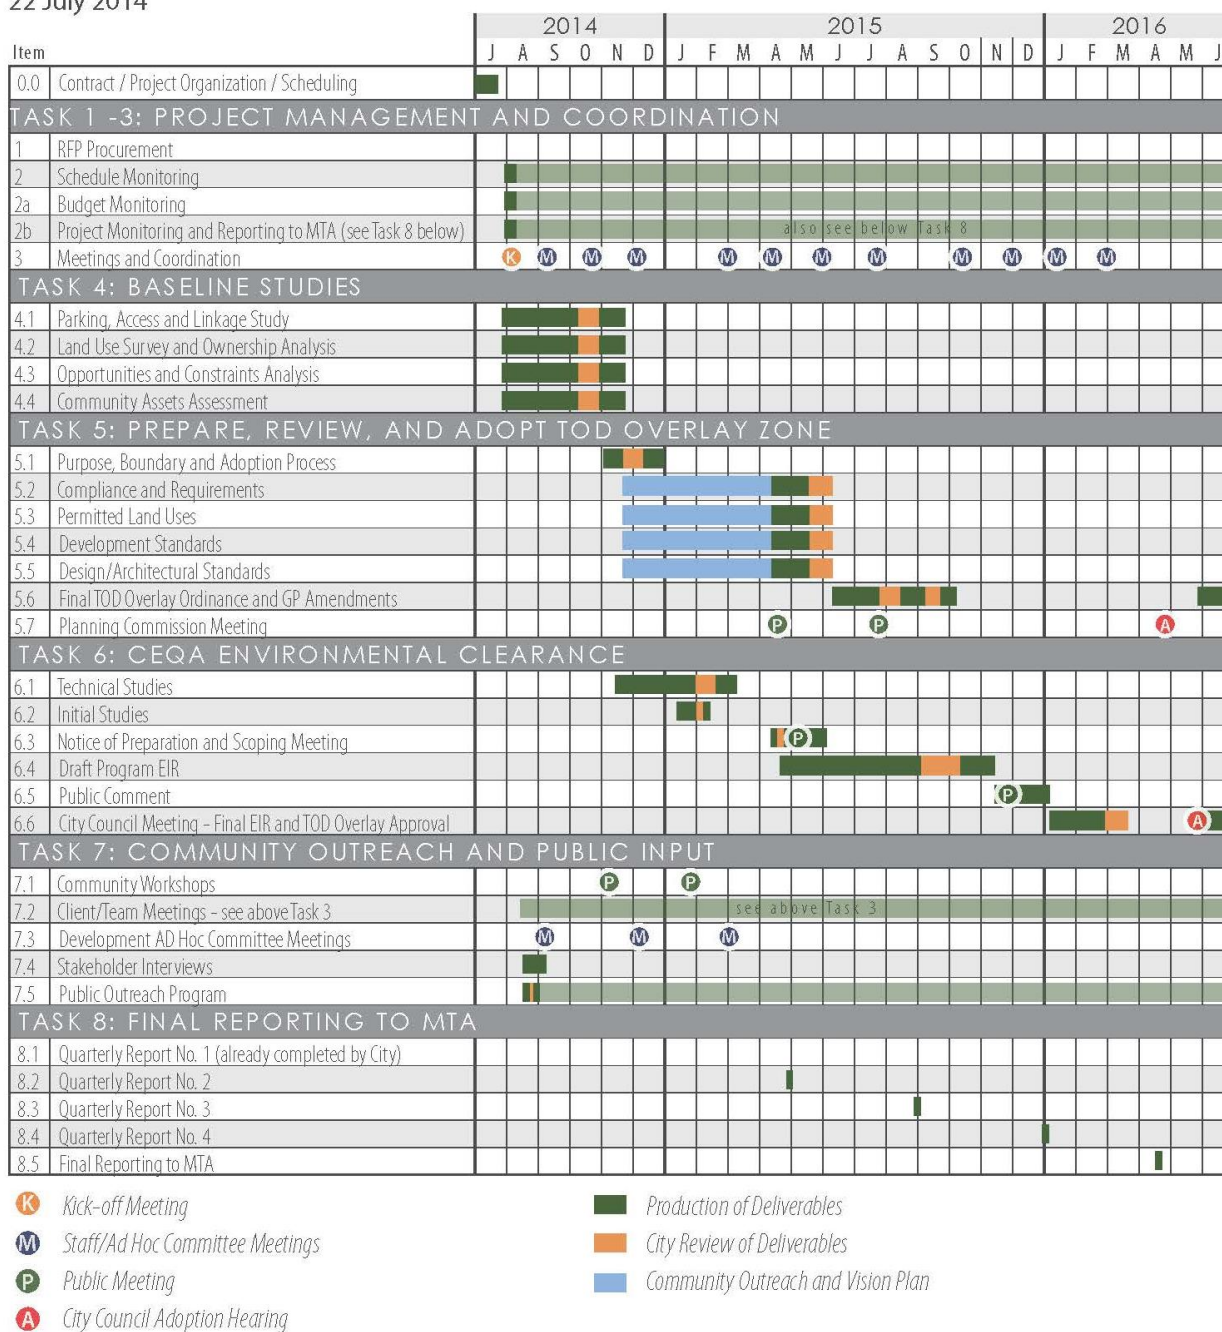 22 July 2014
2014 2015 2016
Item J A S O N D J F M A M J J A S O N D J F M A M J
0.0 Contract / Project Organization / Scheduling
TASK 1 -3: PROJECT MANAGEMENT AND COORDINATION
1 RFP Procurement
2 Schedule Monitoring
2a Budget Monitoring
2b Project Monitoring and Reporting to MTA (see Task 8 below) also see below Task 8
3 Meetings and Coordination K M M M M M M M M M M M
TASK 4: BASELINE STUDIES
4.1 Parking, Access and Linkage Study
4.2 Land Use Survey and Ownership Analysis
4.3 Opportunities and Constraints Analysis
4.4 Community Assets Assessment
TASK 5: PREPARE, REVIEW, AND ADOPT TOD OVERLAY ZONE
5.1 Purpose, Boundary and Adoption Process
5.2 Compliance and Requirements
5.3 Permitted Land Uses
5.4 Development Standards
5.5 Design/Architectural Standards
5.6 Final TOD Overlay Ordinance and GP Amendments
5.7 Planning Commission Meeting P P A
TASK 6: CEQA ENVIRONMENTAL CLEARANCE
6.1 Technical Studies
6.2 Initial Studies
6.3 Notice of Preparation and Scoping Meeting P
6.4 Draft Program EIR
6.5 Public Comment P
6.6 City Council Meeting - Final EIR and TOD Overlay Approval A
TASK 7: COMMUNITY OUTREACH AND PUBLIC INPUT
7.1 Community Workshops P P
7.2 Client/Team Meetings - see above Task 3 see above Task 3
7.3 Development AD Hoc Committee Meetings M M M
7.4 Stakeholder Interviews
7.5 Public Outreach Program
TASK 8: FINAL REPORTING TO MTA
8.1 Quarterly Report No. 1 (already completed by City)
8.2 Quarterly Report No. 2
8.3 Quarterly Report No. 3
8.4 Quarterly Report No. 4
8.5 Final Reporting to MTA
K Kick-off Meeting
M Staff/Ad Hoc Committee Meetings
P Public Meeting
A City Council Adoption Hearing
Production of Deliverables
City Review of Deliverables
Community Outreach and Vision Plan